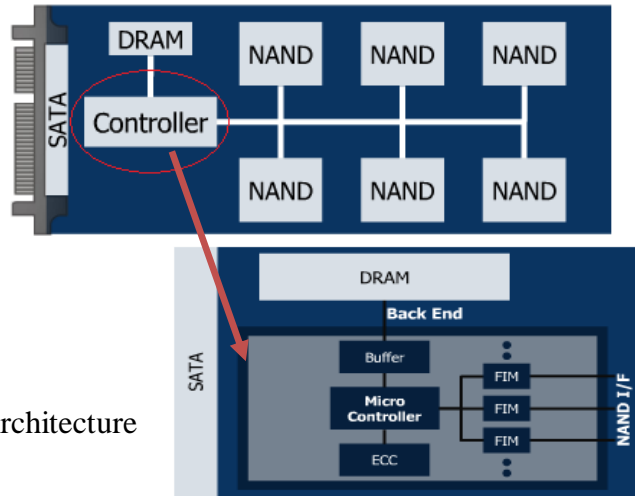 DRAM
NAND
NAND
NAND
SATA
Controller
NAND
NAND
NAND
DRAM
Back End
SATA
Buffer
FIM
Micro
Controller
FIM
NAND I/F
ECC
FIM
rchitecture